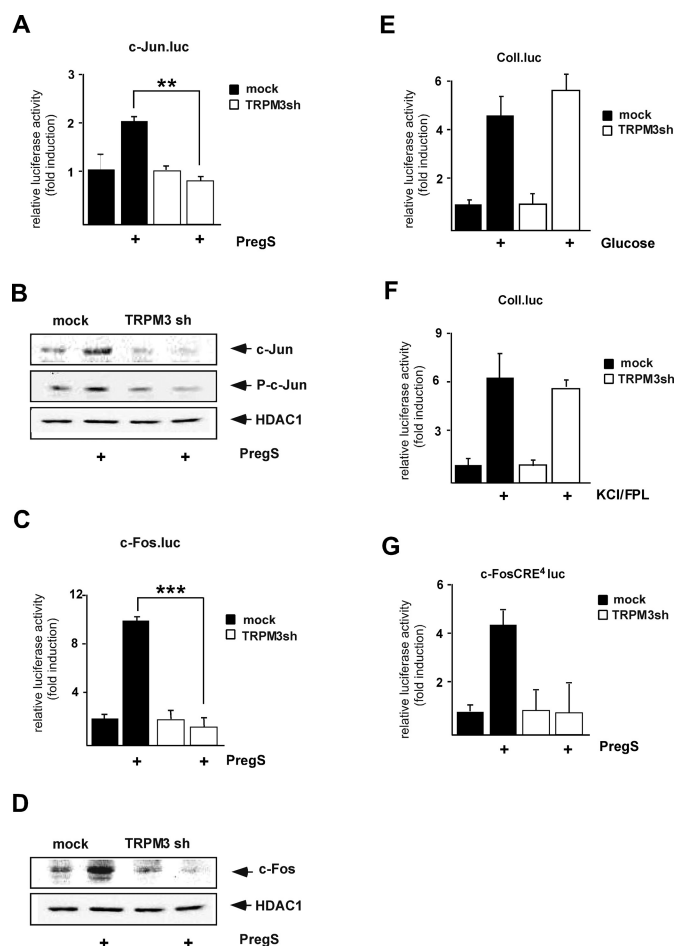 A
c-Jun.luc
relative luciferase activity
(fold induction)
3
2
1
**
mock
TRPM3sh
+ +
PregS
B
mock TRPM3 sh
c-Jun
P-c-Jun
HDAC1
+ +
PregS
C
c-Fos.luc
relative luciferase activity
(fold induction)
12
8
4
***
mock
TRPM3sh
+ +
PregS
D
mock TRPM3 sh
c-Fos
HDAC1
+ +
PregS
E
Coll.luc
relative luciferase activity
(fold induction)
6
4
2
mock
TRPM3sh
+ +
Glucose
F
Coll.luc
relative luciferase activity
(fold induction)
9
6
3
mock
TRPM3sh
+ +
KCl/FPL
G
c-FosCRE⁴ luc
relative luciferase activity
(fold induction)
6
4
2
mock
TRPM3sh
+ +
PregS